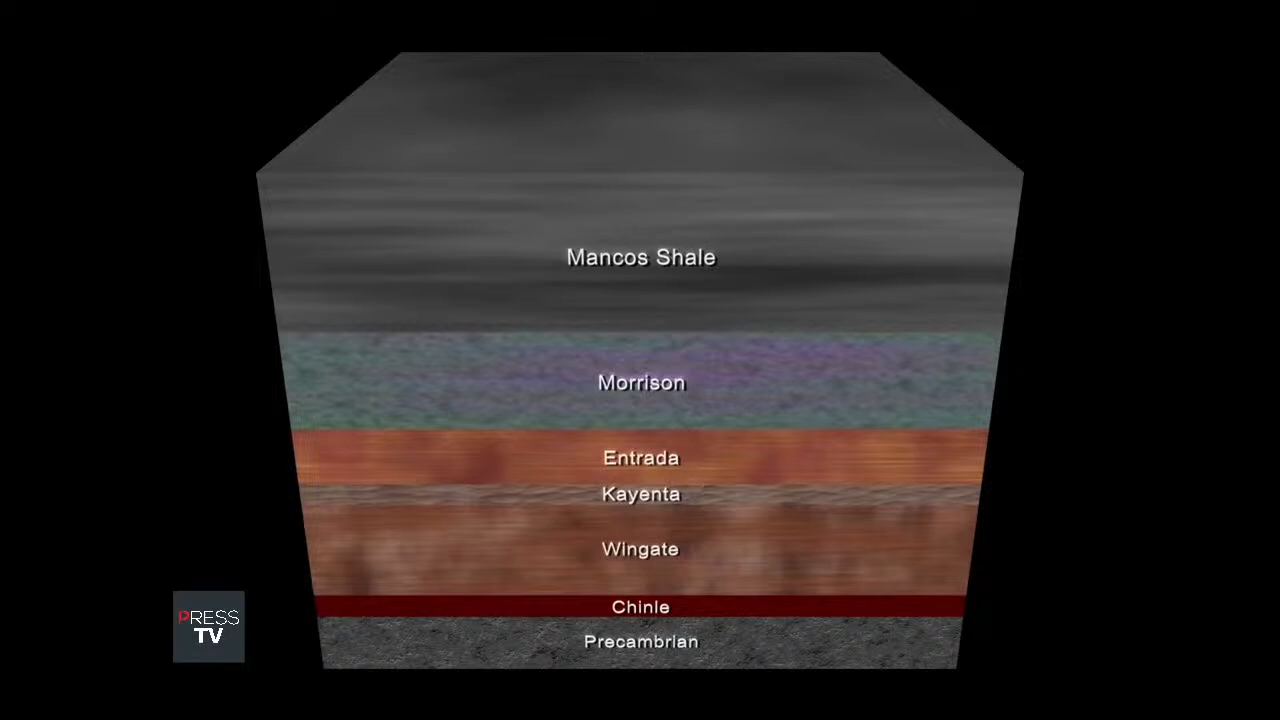 Mancos Shale
Morrison
Entrada
Kayenta
Wingate
Chinle
Precambrian
PRESS
TV